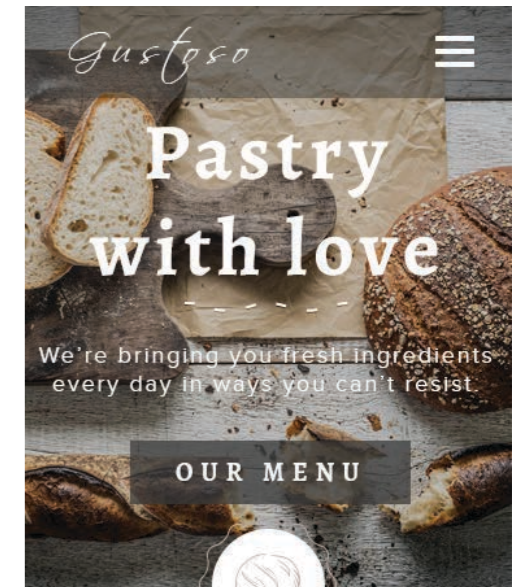 Gustoso
Pastry
with love
We're bringing you fresh ingredients
every day in ways you can't resist.
OUR MENU